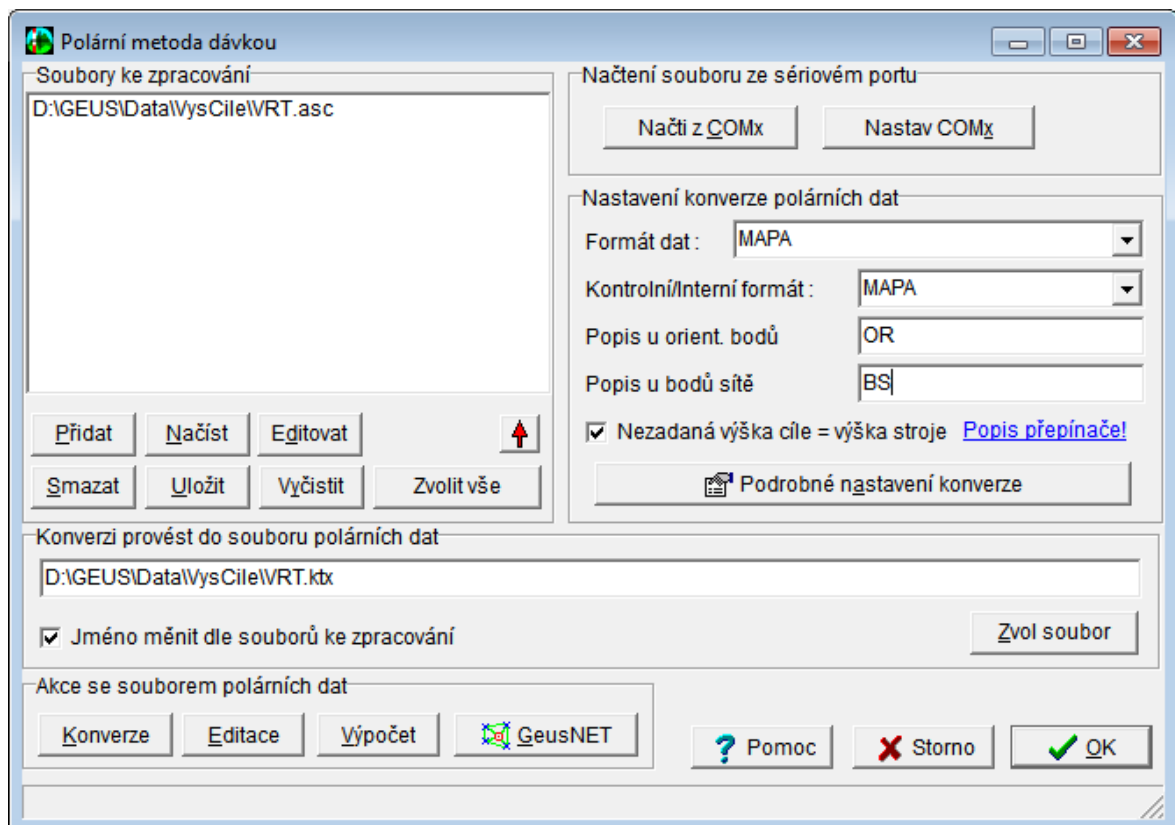 Polární metoda dávkou
Soubory ke zpracování
D:\GEUS\Data\VysCile\VRT.asc
Přidat
Načíst
Editovat
Smazat
Uložit
Vyčistit
Zvolit vše
Načtení souboru ze sériovém portu
Načti z COMx
Nastav COMx
Nastavení konverze polárních dat
Formát dat :
MAPA
Kontrolní/Interní formát :
MAPA
Popis u orient. bodů
OR
Popis u bodů sítě
BS
Nezadaná výška cíle = výška stroje
Popis přepínače!
Podrobné nastavení konverze
Konverzi provést do souboru polárních dat
D:\GEUS\Data\VysCile\VRT.ktx
Jméno měnit dle souborů ke zpracování
Zvol soubor
Akce se souborem polárních dat
Konverze
Editace
Výpočet
GeusNET
Pomoc
Storno
OK